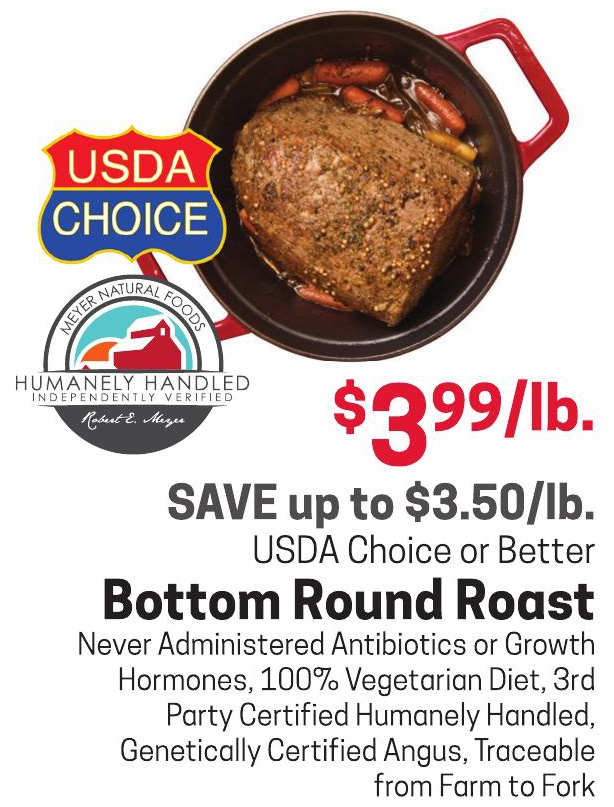 USDA
CHOICE
MEYER NATURAL FOODS
HUMANELY HANDLED
INDEPENDENTLY VERIFIED
Robert E. Meyer
$3.99/lb.
SAVE up to $3.50/lb.
USDA Choice or Better
Bottom Round Roast
Never Administered Antibiotics or Growth
Hormones, 100% Vegetarian Diet, 3rd
Party Certified Humanely Handled,
Genetically Certified Angus, Traceable
from Farm to Fork